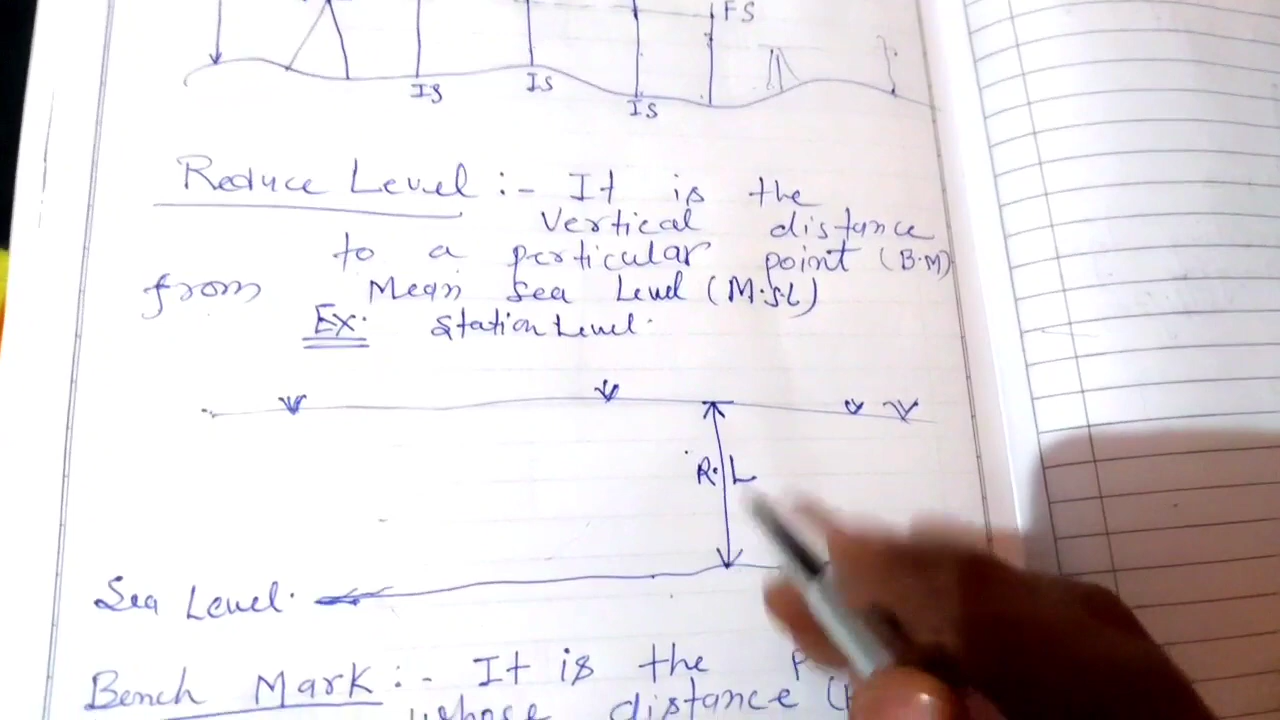 FS
IS
IS
IS
Reduce Level :- It is the
vertical distance
to a perticular point (B.M)
from Mean Sea Level (M.S.L)
Ex: Station Level.
R.L
Sea Level.
Bench Mark :- It is the
whose distance